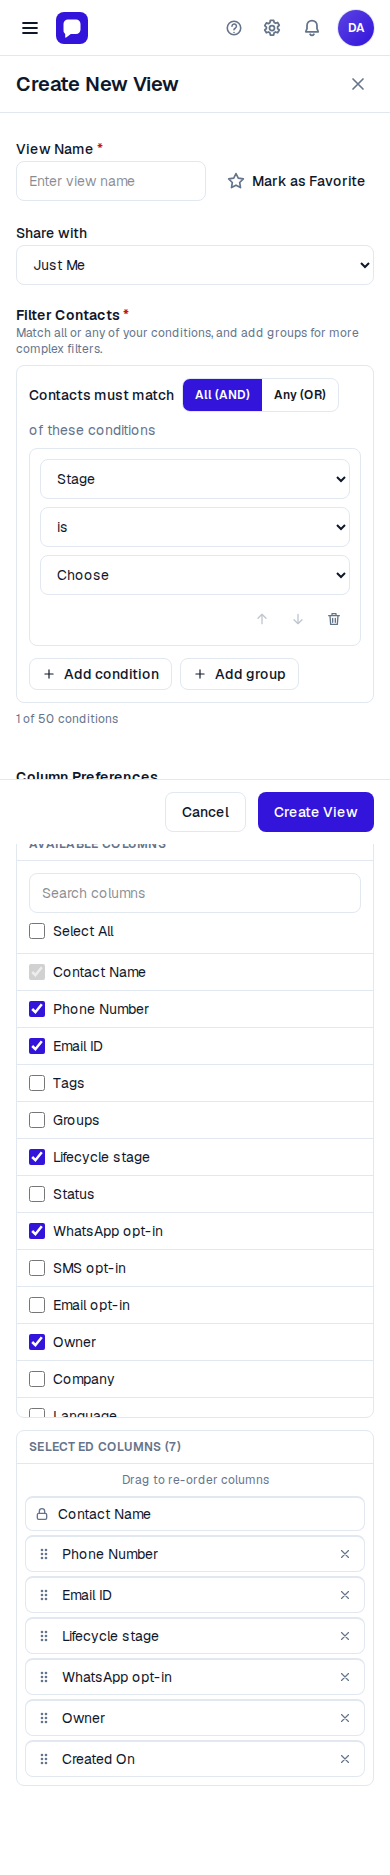 DA
Create New View
View Name *
Enter view name
Mark as Favorite
Share with
Just Me
Filter Contacts *
Match all or any of your conditions, and add groups for more
complex filters.
Contacts must match All (AND) Any (OR)
of these conditions
Stage
is
Choose
+ Add condition + Add group
1 of 50 conditions
Column Preferences
Cancel Create View
AVAILABLE COLUMNS
Search columns
Select All
Contact Name
Phone Number
Email ID
Tags
Groups
Lifecycle stage
Status
WhatsApp opt-in
SMS opt-in
Email opt-in
Owner
Company
Language
SELECTED COLUMNS (7)
Drag to re-order columns
Contact Name
Phone Number
Email ID
Lifecycle stage
WhatsApp opt-in
Owner
Created On